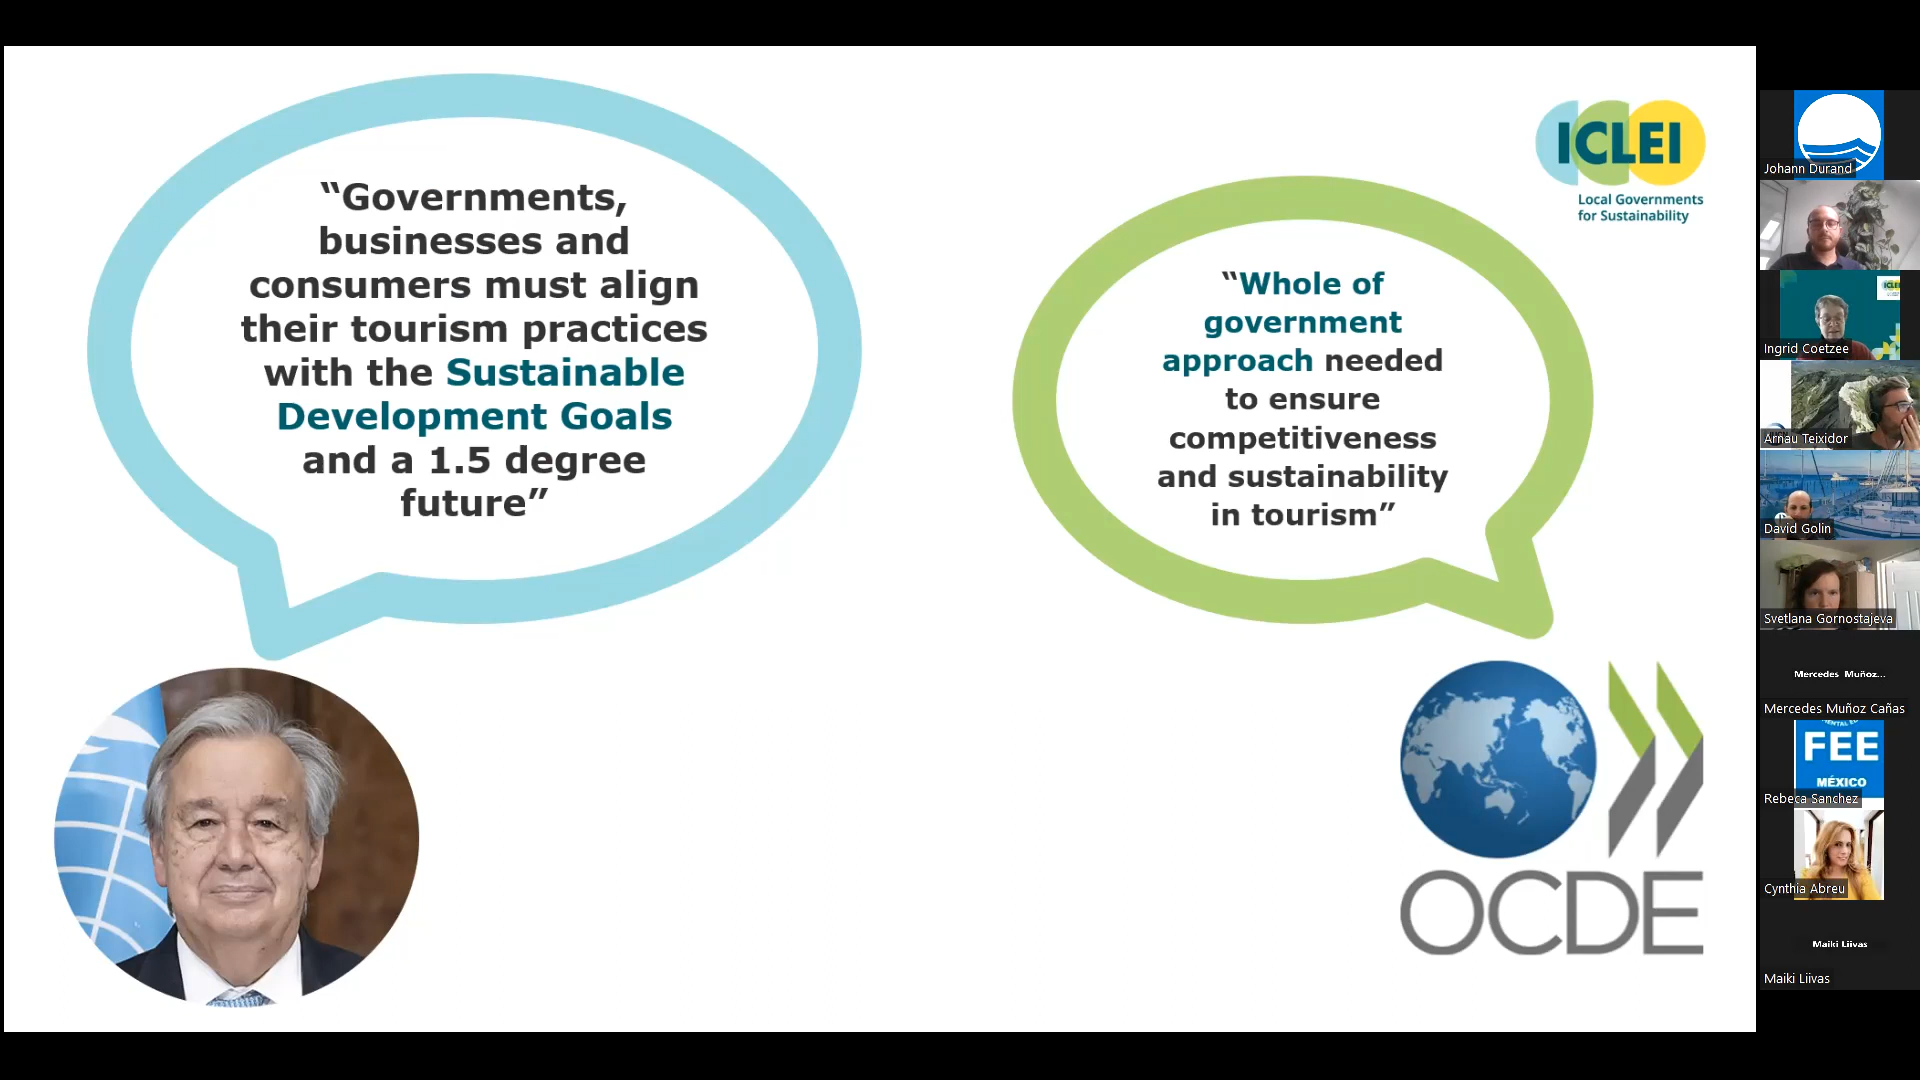 “Governments,
businesses and
consumers must align
their tourism practices
with the Sustainable
Development Goals
and a 1.5 degree
future”
ICLEI
Local Governments
for Sustainability
“Whole of
government
approach needed
to ensure
competitiveness
and sustainability
in tourism”
OCDE
Johann Durand
ICLEI
Ingrid Coetzee
Arnau Teixidor
David Golin
Svetlana Gornostajeva
Mercedes Muñoz...
Mercedes Muñoz Cañas
FEE
MÉXICO
Rebeca Sanchez
Cynthia Abreu
Maiki Liivas
Maiki Liivas